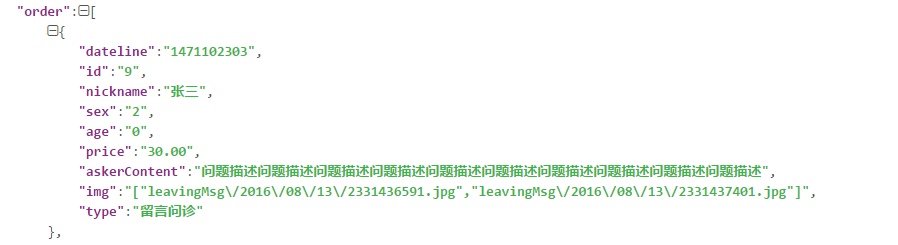 "order":[
{
"dateline":"1471102303",
"id":"9",
"nickname":"张三",
"sex":"2",
"age":"0",
"price":"30.00",
"askerContent":"问题描述问题描述问题描述问题描述问题描述问题描述问题描述问题描述问题描述问题描述",
"img":"["leavingMsg\/2016\/08\/13\/2331436591.jpg","leavingMsg\/2016\/08\/13\/2331437401.jpg"]",
"type":"留言问诊"
},